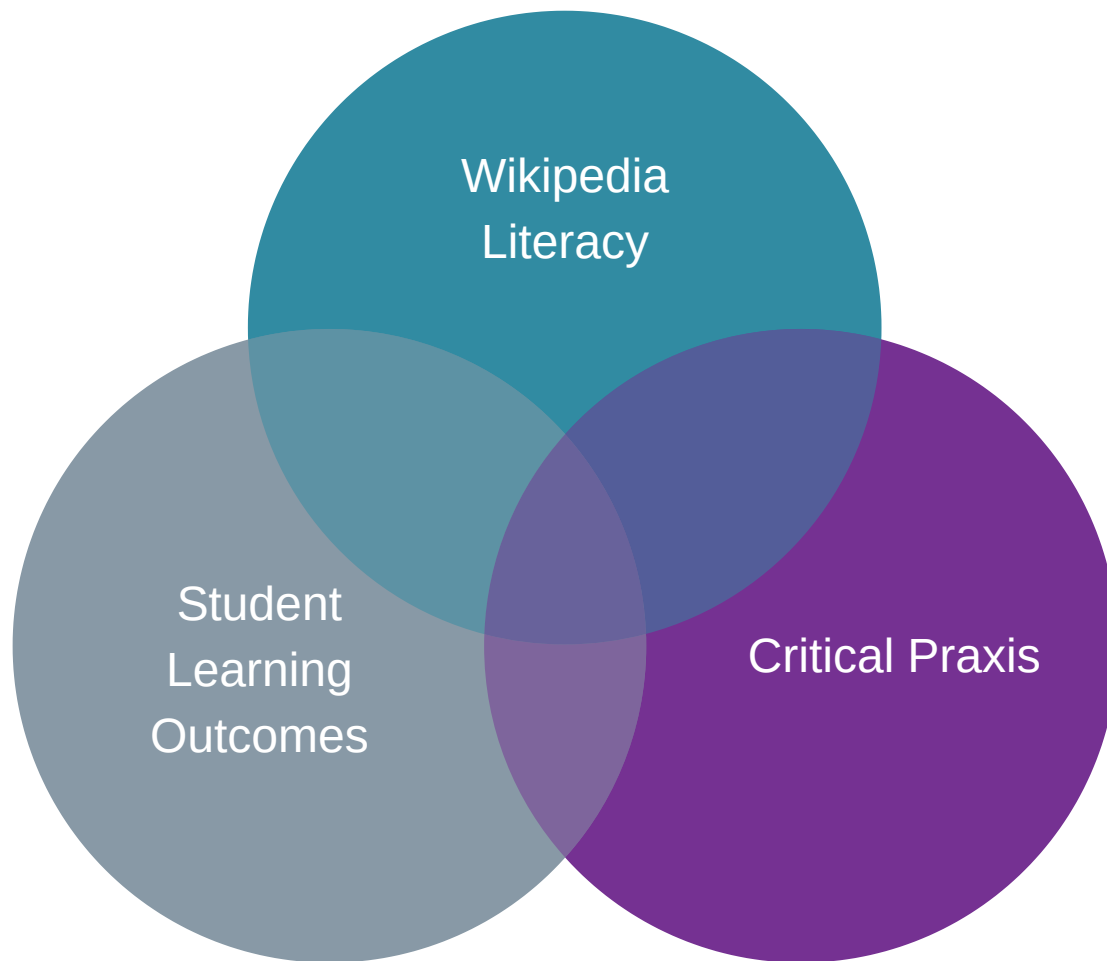 Wikipedia
Literacy
Student
Learning
Outcomes
Critical Praxis